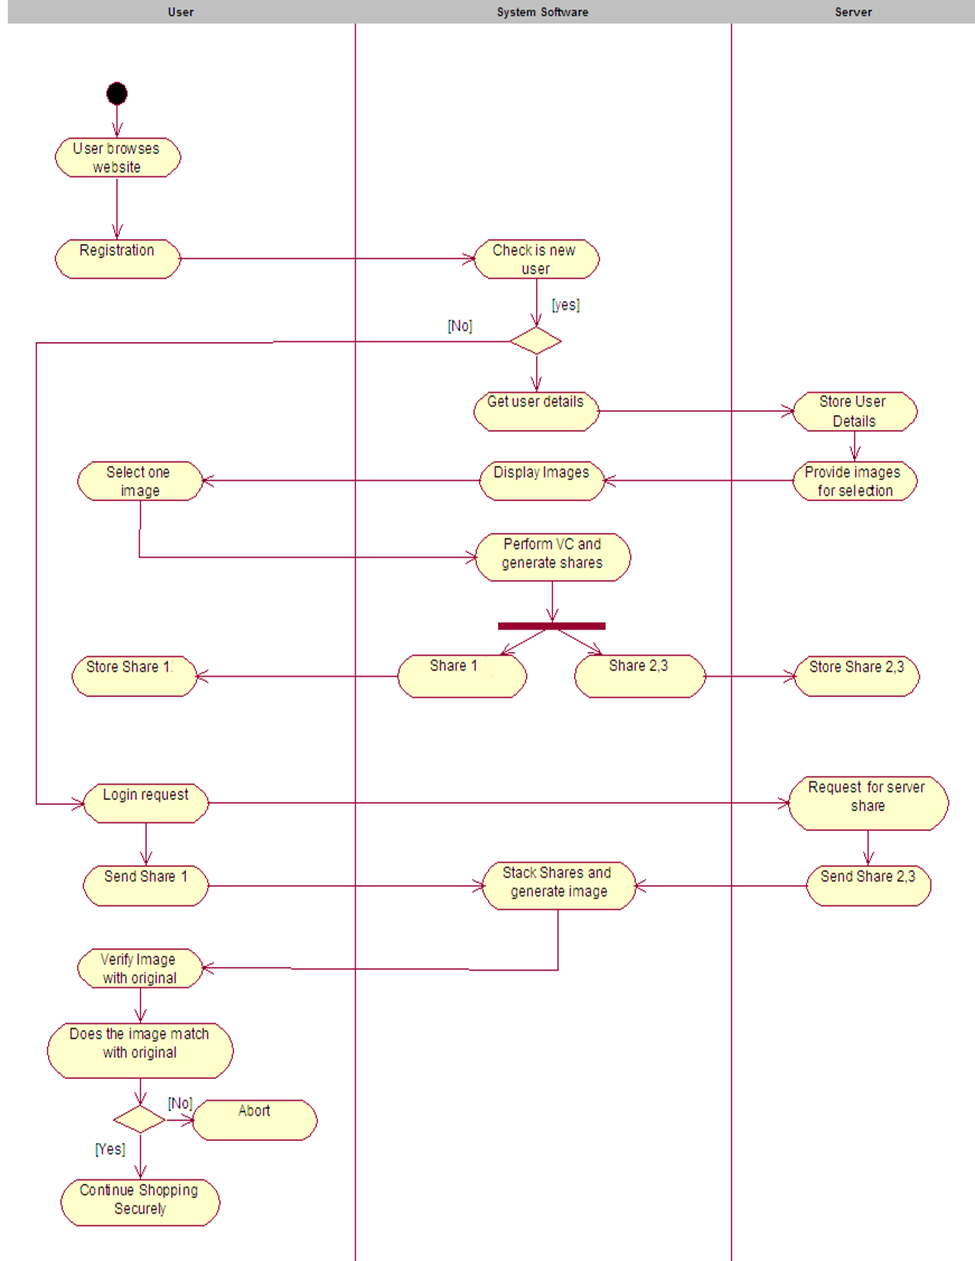 User
System Software
Server
User browses
website
Registration
Check is new
user
[yes]
[No]
Get user details
Store User
Details
Select one
image
Display Images
Provide images
for selection
Perform VC and
generate shares
Store Share 1
Share 1
Share 2,3
Store Share 2,3
Login request
Request for server
share
Send Share 1
Stack Shares and
generate image
Send Share 2,3
Verify Image
with original
Does the image match
with original
[No]
Abort
[Yes]
Continue Shopping
Securely